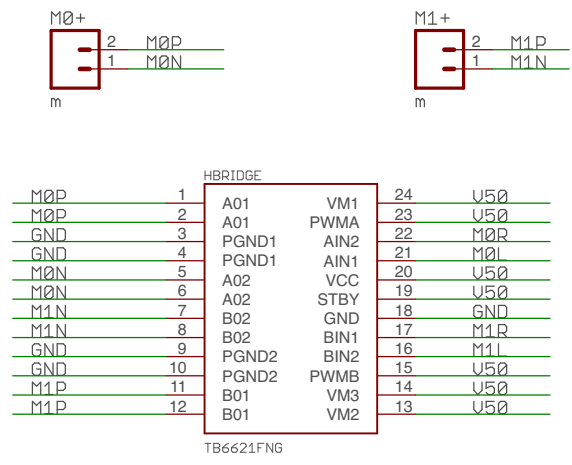 M0+ M1+
2 M0P 2 M1P
1 M0N 1 M1N
m m
HBRIDGE
M0P 1 A01 VM1 24 V50
M0P 2 A01 PWMA 23 V50
GND 3 PGND1 AIN2 22 M0R
GND 4 PGND1 AIN1 21 M0L
M0N 5 A02 VCC 20 V50
M0N 6 A02 STBY 19 V50
M1N 7 B02 GND 18 GND
M1N 8 B02 BIN1 17 M1R
GND 9 PGND2 BIN2 16 M1L
GND 10 PGND2 PWMB 15 V50
M1P 11 B01 VM3 14 V50
M1P 12 B01 VM2 13 V50
TB6621FNG